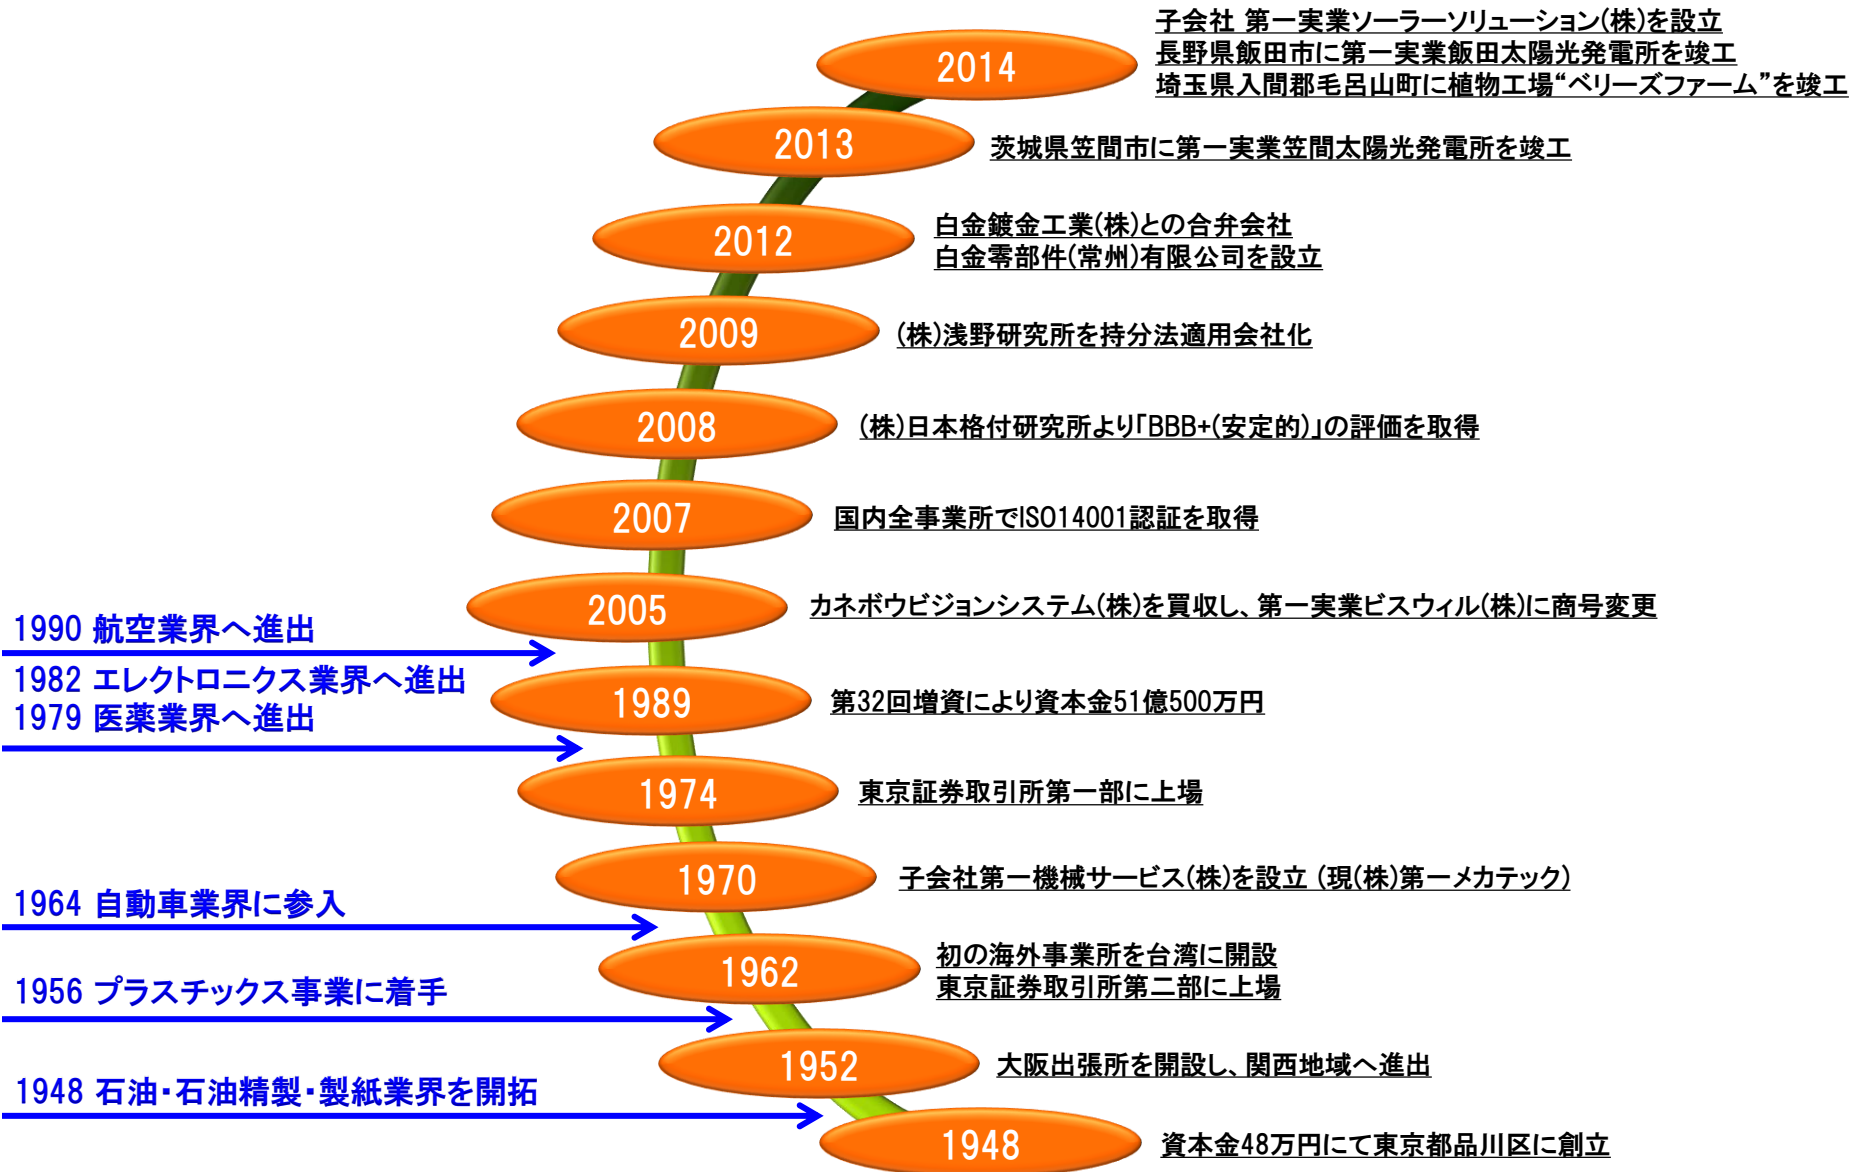 2014
子会社 第一実業ソーラーソリューション(株)を設立
長野県飯田市に第一実業飯田太陽光発電所を竣工
埼玉県入間郡毛呂山町に植物工場“ベリーズファーム”を竣工
2013
茨城県笠間市に第一実業笠間太陽光発電所を竣工
2012
白金鍍金工業(株)との合弁会社
白金零部件(常州)有限公司を設立
2009
(株)浅野研究所を持分法適用会社化
2008
(株)日本格付研究所より「BBB+(安定的)」の評価を取得
2007
国内全事業所でISO14001認証を取得
2005
カネボウビジョンシステム(株)を買収し、第一実業ビスウィル(株)に商号変更
1990 航空業界へ進出
1982 エレクトロニクス業界へ進出
1979 医薬業界へ進出
1989
第32回増資により資本金51億500万円
1974
東京証券取引所第一部に上場
1970
子会社第一機械サービス(株)を設立 (現(株)第一メカテック)
1964 自動車業界に参入
1962
初の海外事業所を台湾に開設
東京証券取引所第二部に上場
1956 プラスチックス事業に着手
1952
大阪出張所を開設し、関西地域へ進出
1948 石油・石油精製・製紙業界を開拓
1948
資本金48万円にて東京都品川区に創立